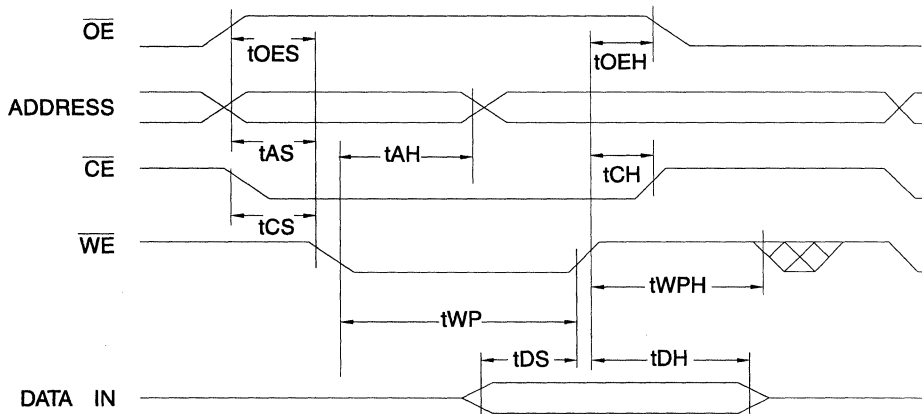 OE
tOES
tOEH
ADDRESS
tAS
tAH
CE
tCH
tCS
WE
tWPH
tWP
tDS
tDH
DATA IN